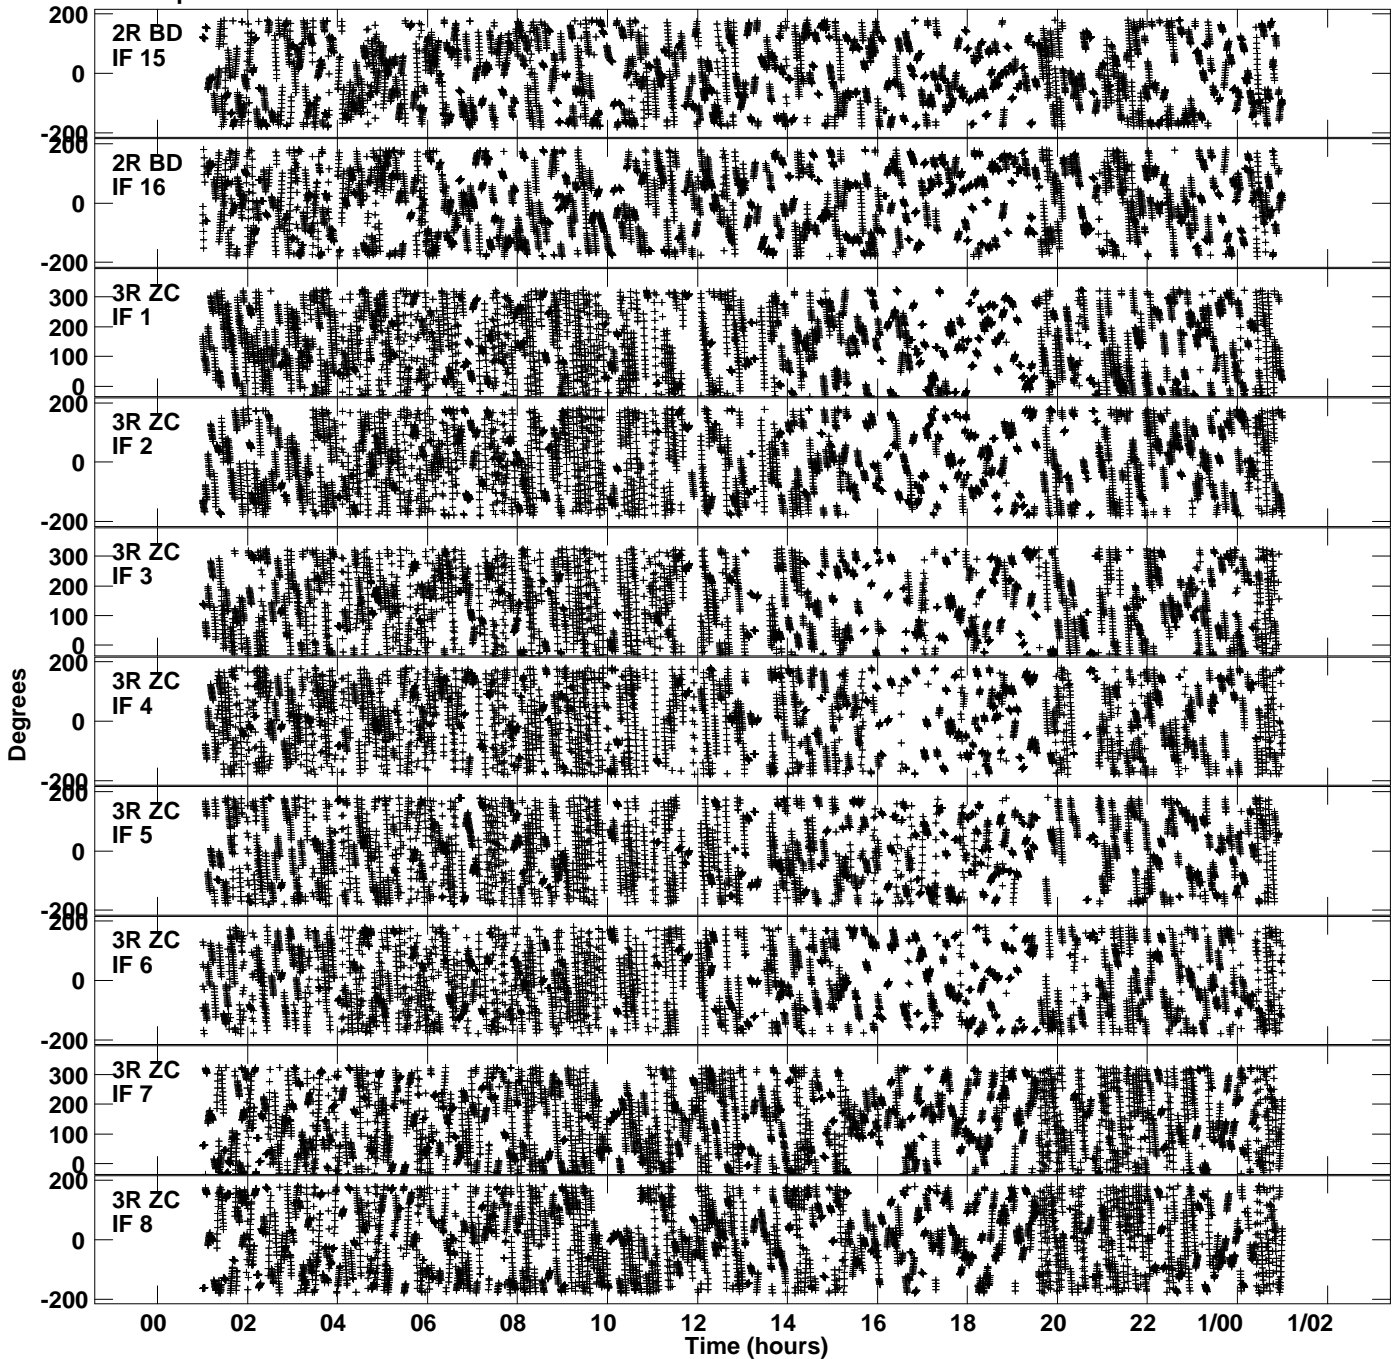 200
2R BD
IF 15
0
-200
200
2R BD
IF 16
0
-200
3R ZC
IF 1
300
200
100
0
200
3R ZC
IF 2
0
-200
3R ZC
IF 3
300
200
100
0
200
3R ZC
IF 4
0
-200
200
3R ZC
IF 5
0
-200
200
3R ZC
IF 6
0
-200
3R ZC
IF 7
300
200
100
0
200
3R ZC
IF 8
0
-200
Degrees
00 02 04 06 08 10 12 14 16 18 20 22 1/00 1/02
Time (hours)